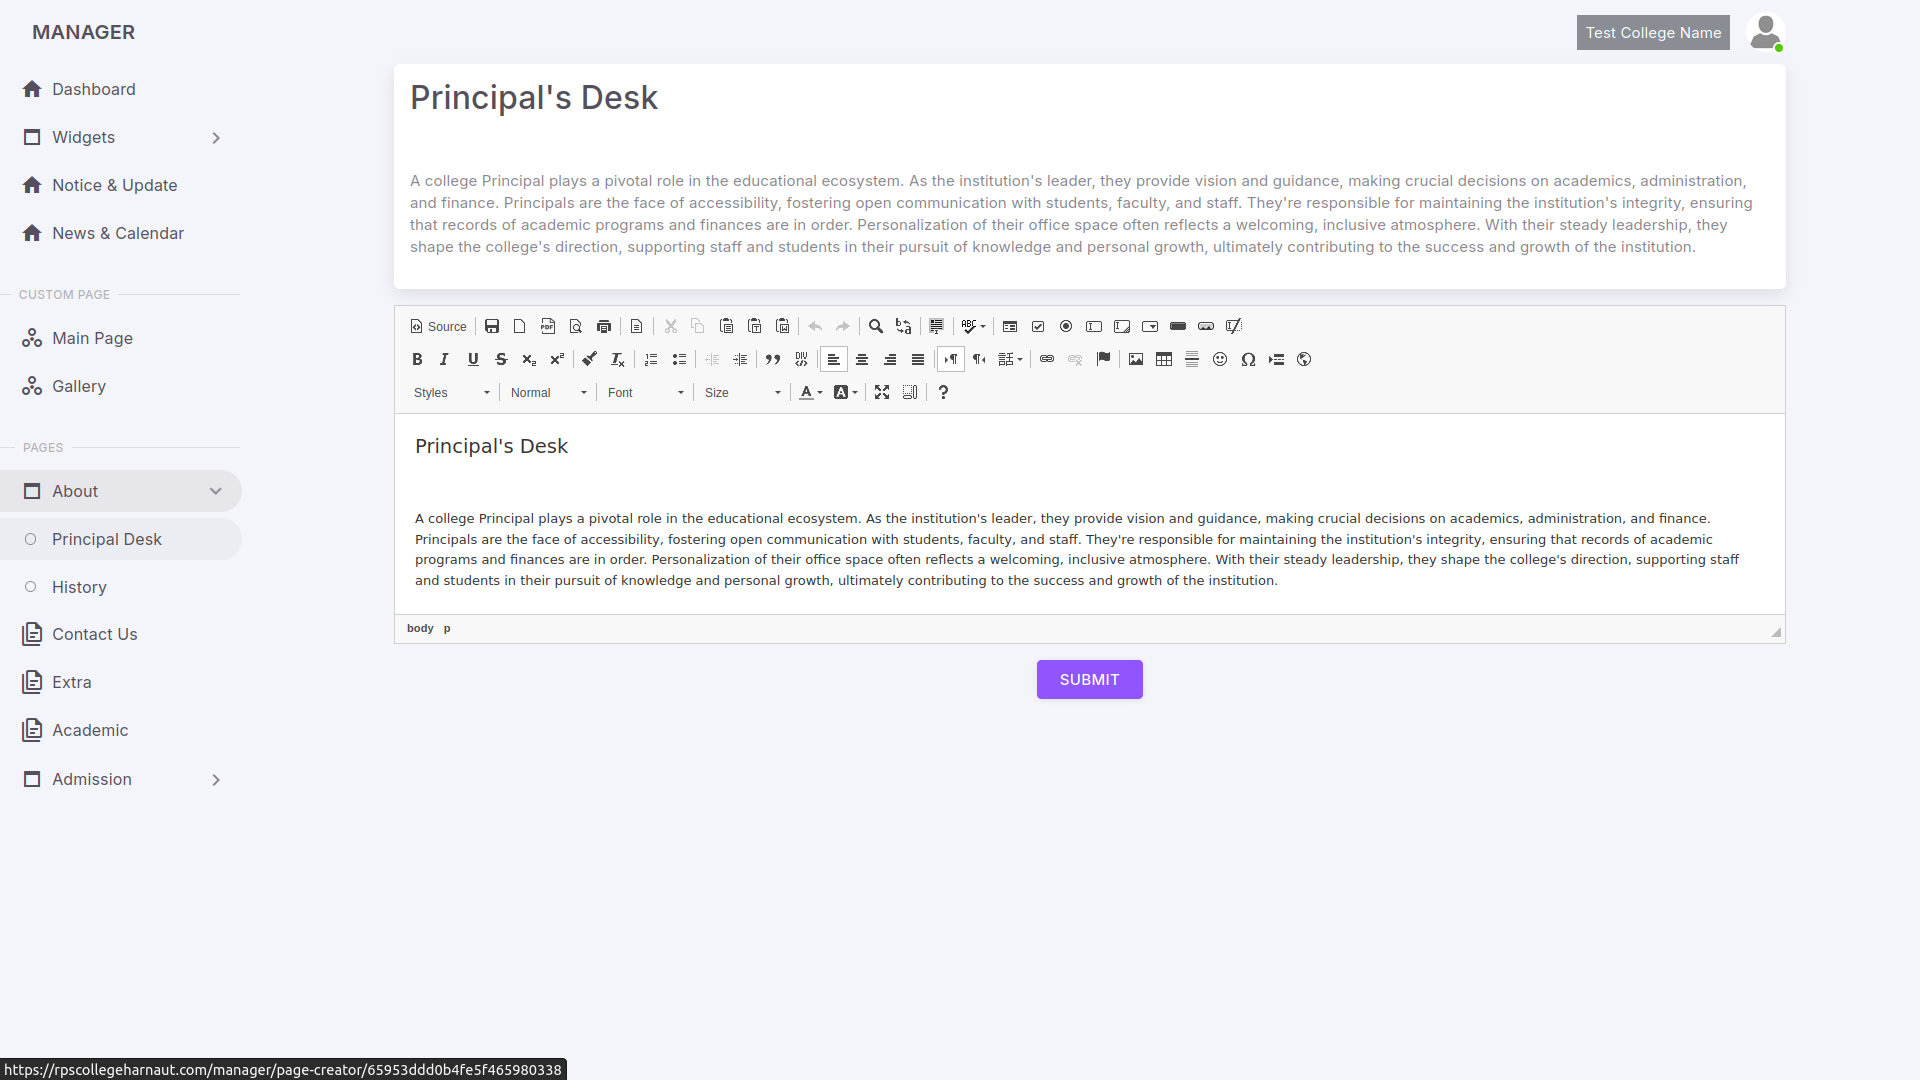 MANAGER
Test College Name
Dashboard
Widgets
Notice & Update
News & Calendar
CUSTOM PAGE
Main Page
Gallery
PAGES
About
Principal Desk
History
Contact Us
Extra
Academic
Admission
Principal's Desk
A college Principal plays a pivotal role in the educational ecosystem. As the institution's leader, they provide vision and guidance, making crucial decisions on academics, administration,
and finance. Principals are the face of accessibility, fostering open communication with students, faculty, and staff. They're responsible for maintaining the institution's integrity, ensuring
that records of academic programs and finances are in order. Personalization of their office space often reflects a welcoming, inclusive atmosphere. With their steady leadership, they
shape the college's direction, supporting staff and students in their pursuit of knowledge and personal growth, ultimately contributing to the success and growth of the institution.
Source
Styles Normal Font Size
Principal's Desk
A college Principal plays a pivotal role in the educational ecosystem. As the institution's leader, they provide vision and guidance, making crucial decisions on academics, administration, and finance.
Principals are the face of accessibility, fostering open communication with students, faculty, and staff. They're responsible for maintaining the institution's integrity, ensuring that records of academic
programs and finances are in order. Personalization of their office space often reflects a welcoming, inclusive atmosphere. With their steady leadership, they shape the college's direction, supporting staff
and students in their pursuit of knowledge and personal growth, ultimately contributing to the success and growth of the institution.
body p
SUBMIT
https://rpscollegeharnaut.com/manager/page-creator/65953ddd0b4fe5f465980338